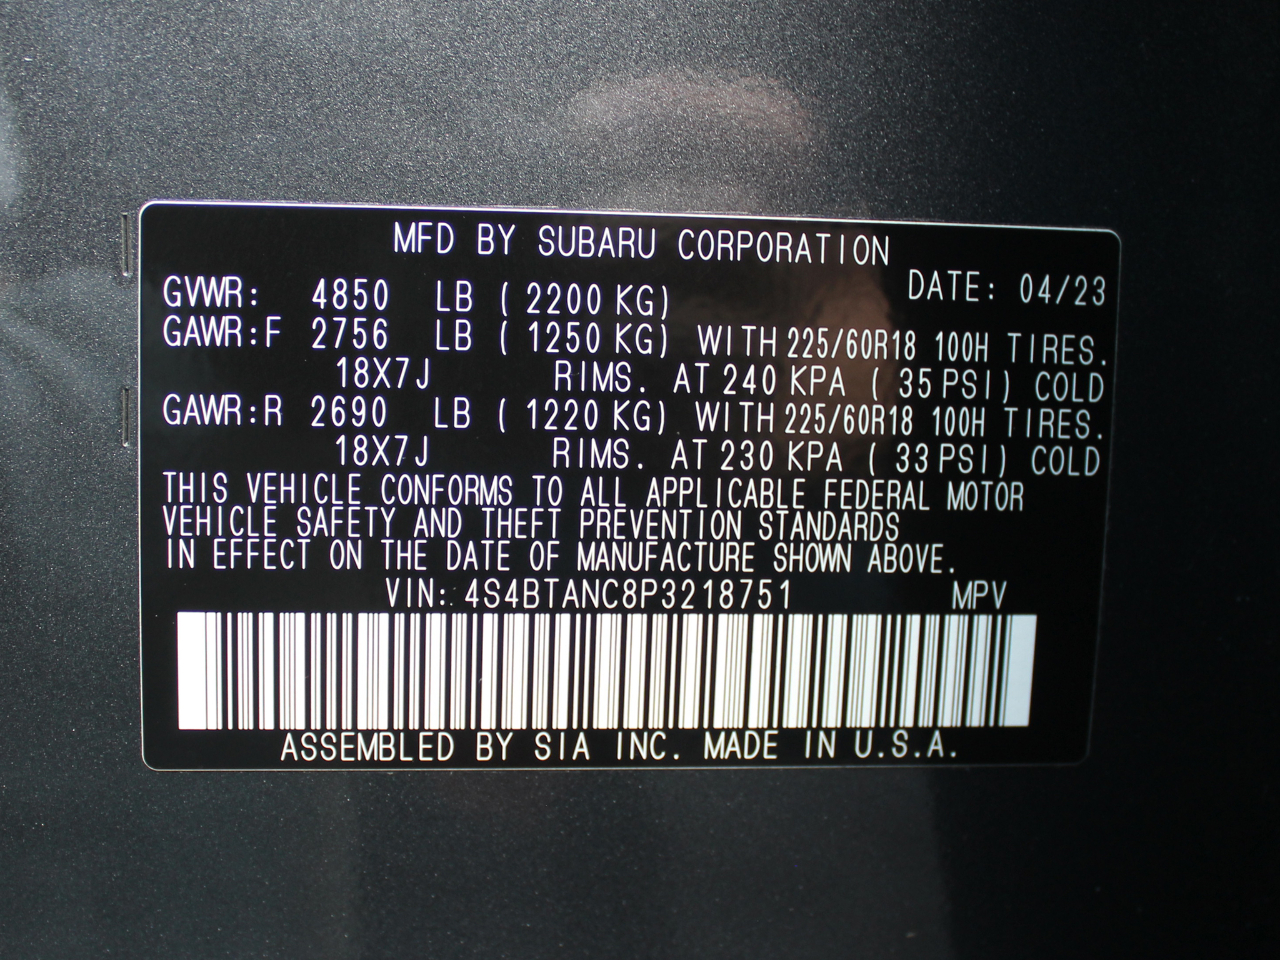 MFD BY SUBARU CORPORATION
DATE: 04/23
GVWR: 4850 LB ( 2200 KG)
GAWR:F 2756 LB ( 1250 KG) WITH 225/60R18 100H TIRES.
18X7J RIMS. AT 240 KPA ( 35 PSI) COLD
GAWR:R 2690 LB ( 1220 KG) WITH 225/60R18 100H TIRES.
18X7J RIMS. AT 230 KPA ( 33 PSI) COLD
THIS VEHICLE CONFORMS TO ALL APPLICABLE FEDERAL MOTOR
VEHICLE SAFETY AND THEFT PREVENTION STANDARDS
IN EFFECT ON THE DATE OF MANUFACTURE SHOWN ABOVE.
VIN: 4S4BTANC8P3218751 MPV
ASSEMBLED BY SIA INC. MADE IN U.S.A.